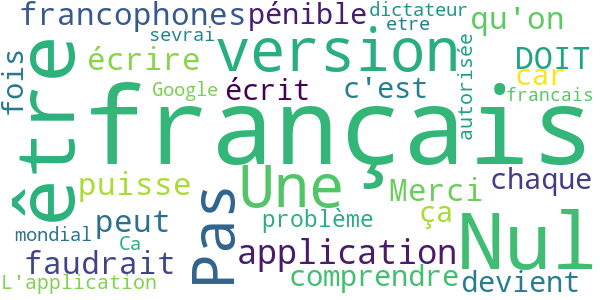 francophones pénible dictateur qu'on
etre
sevrai
fois être écrire version autorisée DOIT
car
Google écrit c'est francais
français
puisse Une Merci chaque
Pas ça
peut problème Nul
mondial Ca application
faudrait
L'application comprendre devient